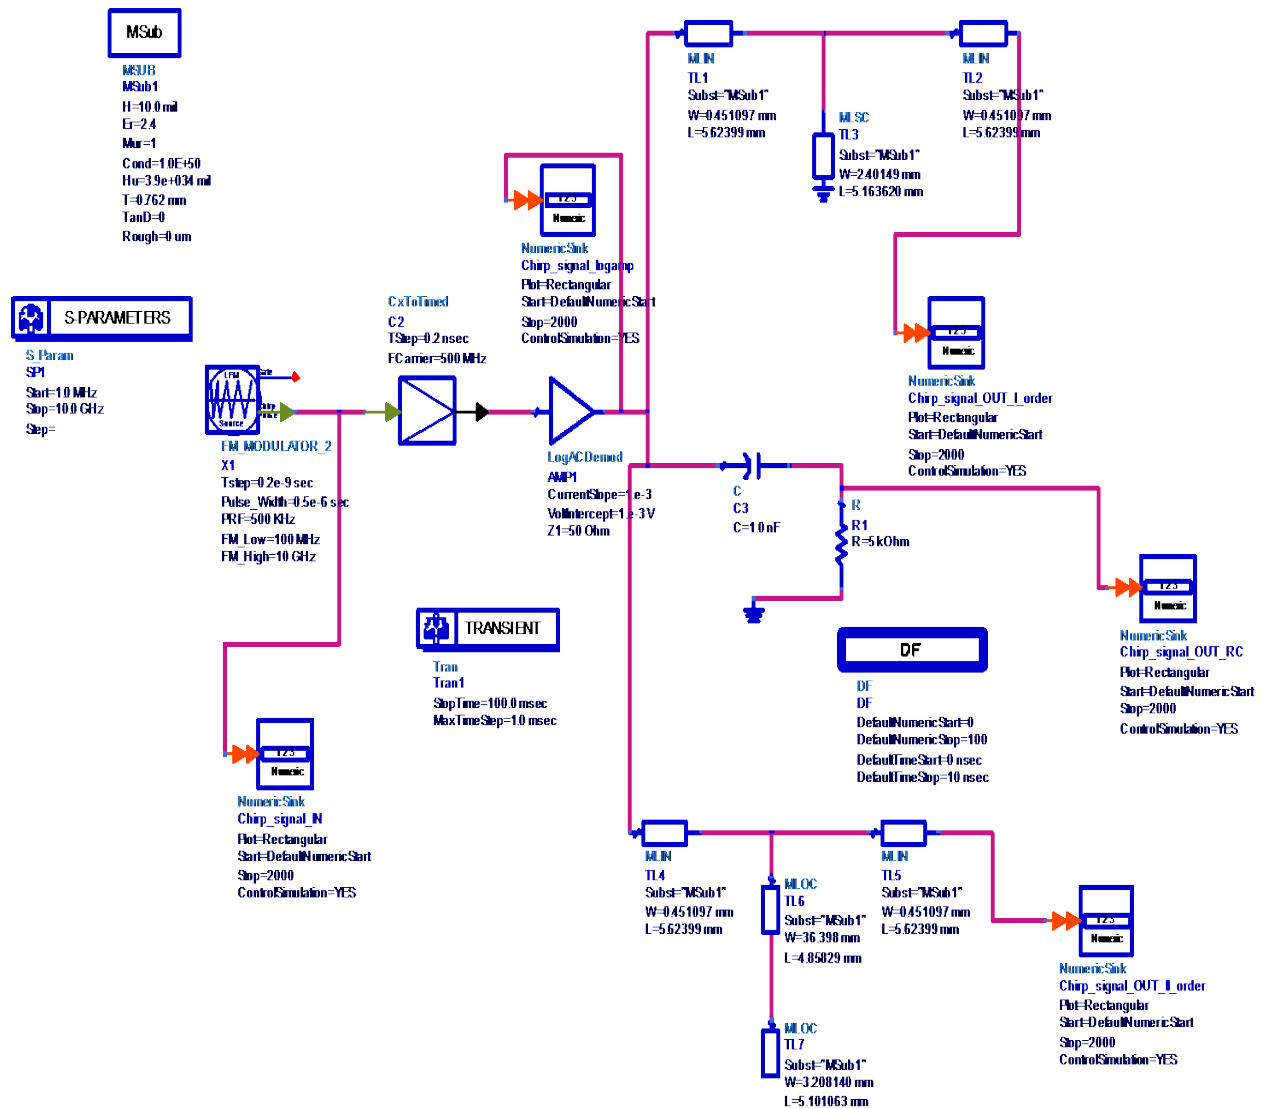 MSub
MSUB
MSub1
H=10.0 mil
Er=2.4
Mur=1
Cond=1.0E+50
Hu=3.9e+034 mil
T=0.762 mm
TanD=0
Rough=0 um
S-PARAMETERS
S_Param
SP1
Start=1.0 MHz
Stop=10.0 GHz
Step=
LFM
Source
FM_MODULATOR_2
X1
Tstep=0.2e-9 sec
Pulse_Width=0.5e-6 sec
PRF=500 KHz
FM_Low=100 MHz
FM_High=10 GHz
CxToTimed
C2
TStep=0.2 nsec
FCarrier=500 MHz
123
Numeric
NumericSink
Chirp_signal_logamp
Plot=Rectangular
Start=DefaultNumericStart
Stop=2000
ControlSimulation=YES
LogACDemod
AMP1
CurrentSlope=1.e-3
VoltIntercept=1.e-3 V
Z1=50 Ohm
MLIN
TL1
Subst="MSub1"
W=0.451097 mm
L=5.62399 mm
MLSC
TL3
Subst="MSub1"
W=2.40149 mm
L=5.163620 mm
MLIN
TL2
Subst="MSub1"
W=0.451097 mm
L=5.62399 mm
123
Numeric
NumericSink
Chirp_signal_OUT_I_order
Plot=Rectangular
Start=DefaultNumericStart
Stop=2000
ControlSimulation=YES
C
C3
C=1.0 nF
R
R1
R=5 kOhm
123
Numeric
NumericSink
Chirp_signal_OUT_RC
Plot=Rectangular
Start=DefaultNumericStart
Stop=2000
ControlSimulation=YES
TRANSIENT
Tran
Tran1
StopTime=100.0 msec
MaxTimeStep=1.0 msec
DF
DF
DF
DefaultNumericStart=0
DefaultNumericStop=100
DefaultTimeStart=0 nsec
DefaultTimeStop=10 nsec
123
Numeric
NumericSink
Chirp_signal_IN
Plot=Rectangular
Start=DefaultNumericStart
Stop=2000
ControlSimulation=YES
MLIN
TL4
Subst="MSub1"
W=0.451097 mm
L=5.62399 mm
MLOC
TL6
Subst="MSub1"
W=36.398 mm
L=4.85829 mm
MLIN
TL5
Subst="MSub1"
W=0.451097 mm
L=5.62399 mm
MLOC
TL7
Subst="MSub1"
W=3.208140 mm
L=5.101063 mm
123
Numeric
NumericSink
Chirp_signal_OUT_II_order
Plot=Rectangular
Start=DefaultNumericStart
Stop=2000
ControlSimulation=YES